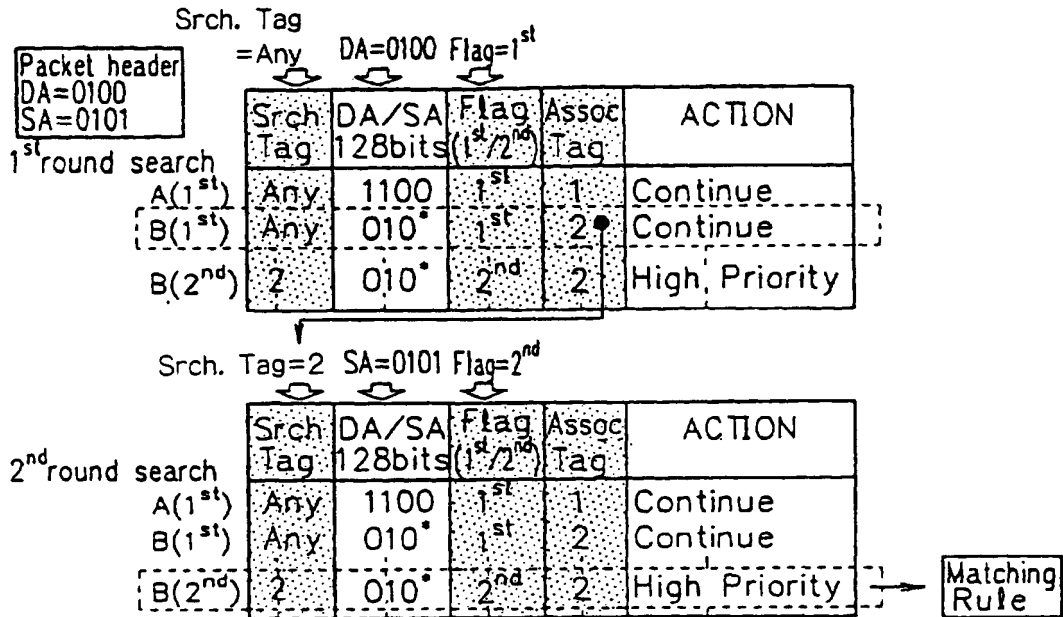 Srch. Tag
=Any DA=0100 Flag=1st
Packet header
DA=0100
SA=0101
Srch Tag DA/SA 128bits Flag (1st/2nd) Assoc Tag ACTION
1st round search
A(1st) Any 1100 1st 1 Continue
B(1st) Any 010* 1st 2 Continue
B(2nd) 2 010* 2nd 2 High Priority
Srch. Tag=2 SA=0101 Flag=2nd
Srch Tag DA/SA 128bits Flag (1st/2nd) Assoc Tag ACTION
2nd round search
A(1st) Any 1100 1st 1 Continue
B(1st) Any 010* 1st 2 Continue
B(2nd) 2 010* 2nd 2 High Priority
Matching
Rule